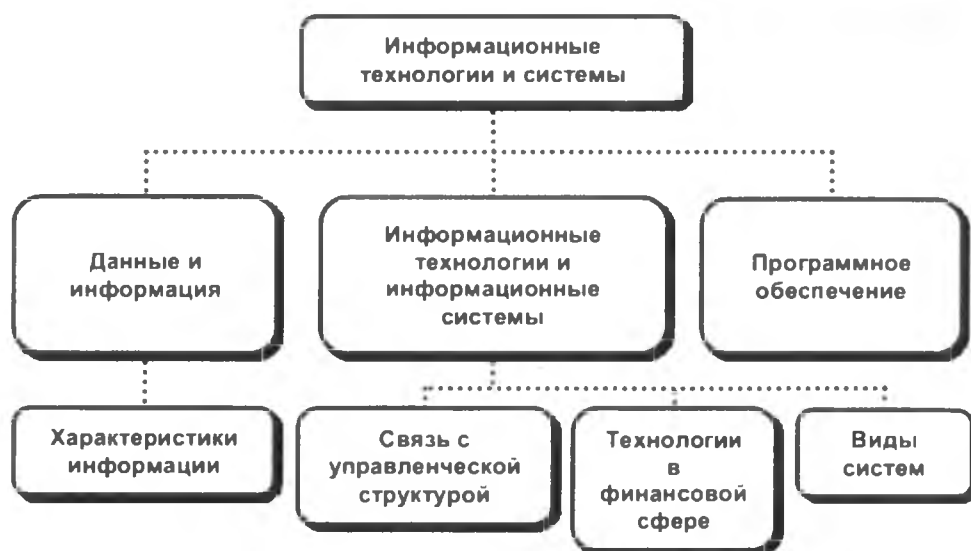 Информационные
технологии и системы
Данные и
информация
Информационные
технологии и
информационные
системы
Программное
обеспечение
Характеристики
информации
Связь с
управленческой
структурой
Технологии
в
финансовой
сфере
Виды
систем